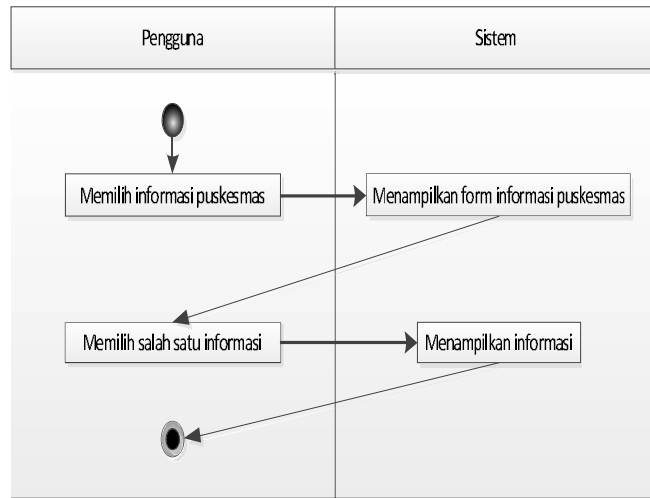 Pengguna
Sistem
Memilih informasi puskesmas
Menampilkan form informasi puskesmas
Memilih salah satu informasi
Menampilkan informasi